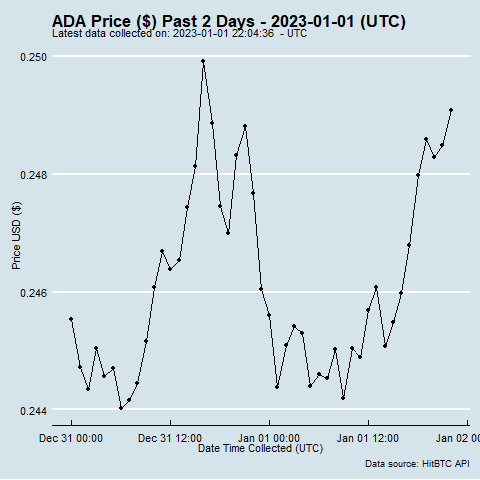 ADA Price ($) Past 2 Days - 2023-01-01 (UTC)
Latest data collected on: 2023-01-01 22:04:36 - UTC
0.250
0.248
0.246
0.244
Price USD ($)
Dec 31 00:00 Dec 31 12:00 Jan 01 00:00 Jan 01 12:00 Jan 02 0
Date Time Collected (UTC)
Data source: HitBTC API